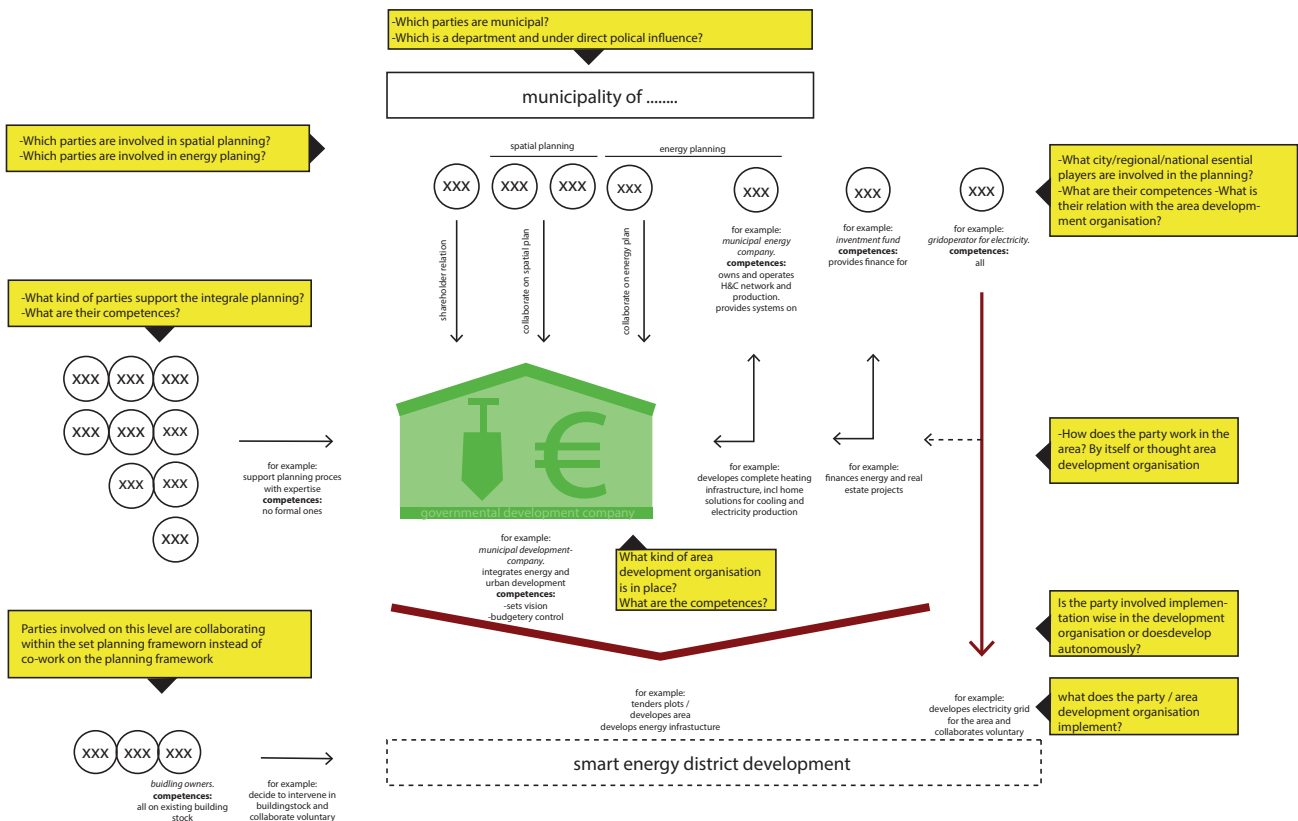 -Which parties are municipal?
-Which is a department and under direct polical influence?
municipality of ........
-Which parties are involved in spatial planning?
-Which parties are involved in energy planing?
spatial planning
energy planning
XXX
XXX
XXX
XXX
XXX
XXX
XXX
-What city/regional/national esential
players are involved in the planning?
-What are their competences -What is
their relation with the area develop-
ment organisation?
shareholder relation
collaborate on spatial plan
collaborate on energy plan
for example:
municipal energy
company.
competences:
owns and operates
H&C network and
production.
provides systems on
for example:
inventment fund
competences:
provides finance for
for example:
gridoperator for electricity.
competences:
all
-What kind of parties support the integrale planning?
-What are their competences?
XXX
XXX
XXX
XXX
XXX
XXX
XXX
XXX
XXX
for example:
support planning proces
with expertise
competences:
no formal ones
€
governmental development company
for example:
developes complete heating
infrastructure, incl home
solutions for cooling and
electricity production
for example:
finances energy and real
estate projects
-How does the party work in the
area? By itself or thought area
development organisation
for example:
municipal development-
company.
integrates energy and
urban development
competences:
-sets vision
-budgetery control
What kind of area
development organisation
is in place?
What are the competences?
Parties involved on this level are collaborating
within the set planning frameworn instead of
co-work on the planning framework
Is the party involved implemen-
tation wise in the development
organisation or doesdevelop
autonomously?
for example:
tenders plots /
developes area
develops energy infrastucture
for example:
developes electricity grid
for the area and
collaborates voluntary
what does the party / area
development organisation
implement?
XXX
XXX
XXX
buidling owners.
competences:
all on existing building
stock
for example:
decide to intervene in
buildingstock and
collaborate voluntary
smart energy district development